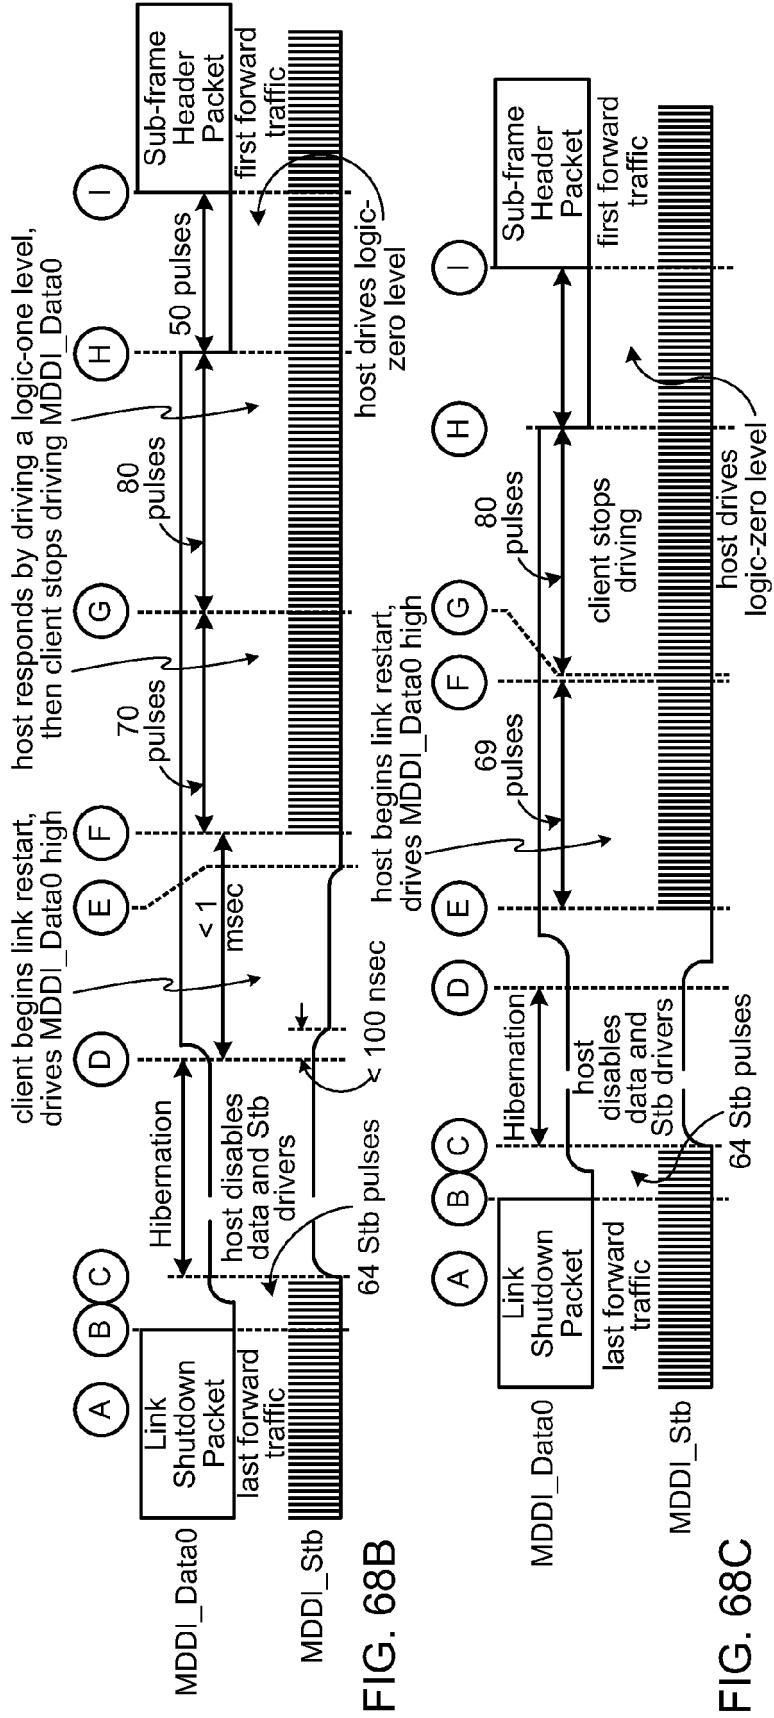 client begins link restart,
drives MDDI_Data0 high
host responds by driving a logic-one level,
then client stops driving MDDI_Data0
A
B
C
D
E
F
G
H
I
MDDI_Data0
Link
Shutdown
Packet
last forward
traffic
Hibernation
host disables
data and Stb
drivers
< 1
msec
70
pulses
80
pulses
50 pulses
Sub-frame
Header
Packet
first forward
traffic
MDDI_Stb
64 Stb pulses
< 100 nsec
host drives logic-
zero level
FIG. 68B
host begins link restart,
drives MDDI_Data0 high
A
B
C
D
E
F
G
H
I
MDDI_Data0
Link
Shutdown
Packet
last forward
traffic
Hibernation
host
disables
data and
Stb drivers
69
pulses
80
pulses
client stops
driving
Sub-frame
Header
Packet
first forward
traffic
MDDI_Stb
64 Stb pulses
host drives
logic-zero level
FIG. 68C